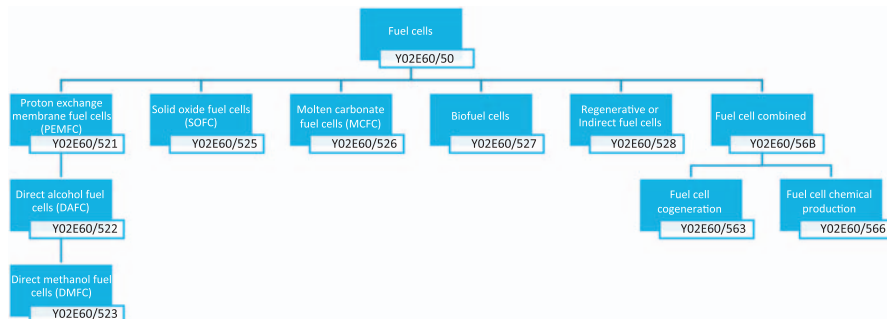 Fuel cells
Y02E60/50
Proton exchange
membrane fuel cells
(PEMFC)
Y02E60/521
Solid oxide fuel cells
(SOFC)
Y02E60/525
Molten carbonate
fuel cells (MCFC)
Y02E60/526
Biofuel cells
Y02E60/527
Regenerative or
Indirect fuel cells
Y02E60/528
Fuel cell combined
Y02E60/56B
Direct alcohol fuel
cells (DAFC)
Y02E60/522
Fuel cell
cogeneration
Y02E60/563
Fuel cell chemical
production
Y02E60/566
Direct methanol fuel
cells (DMFC)
Y02E60/523